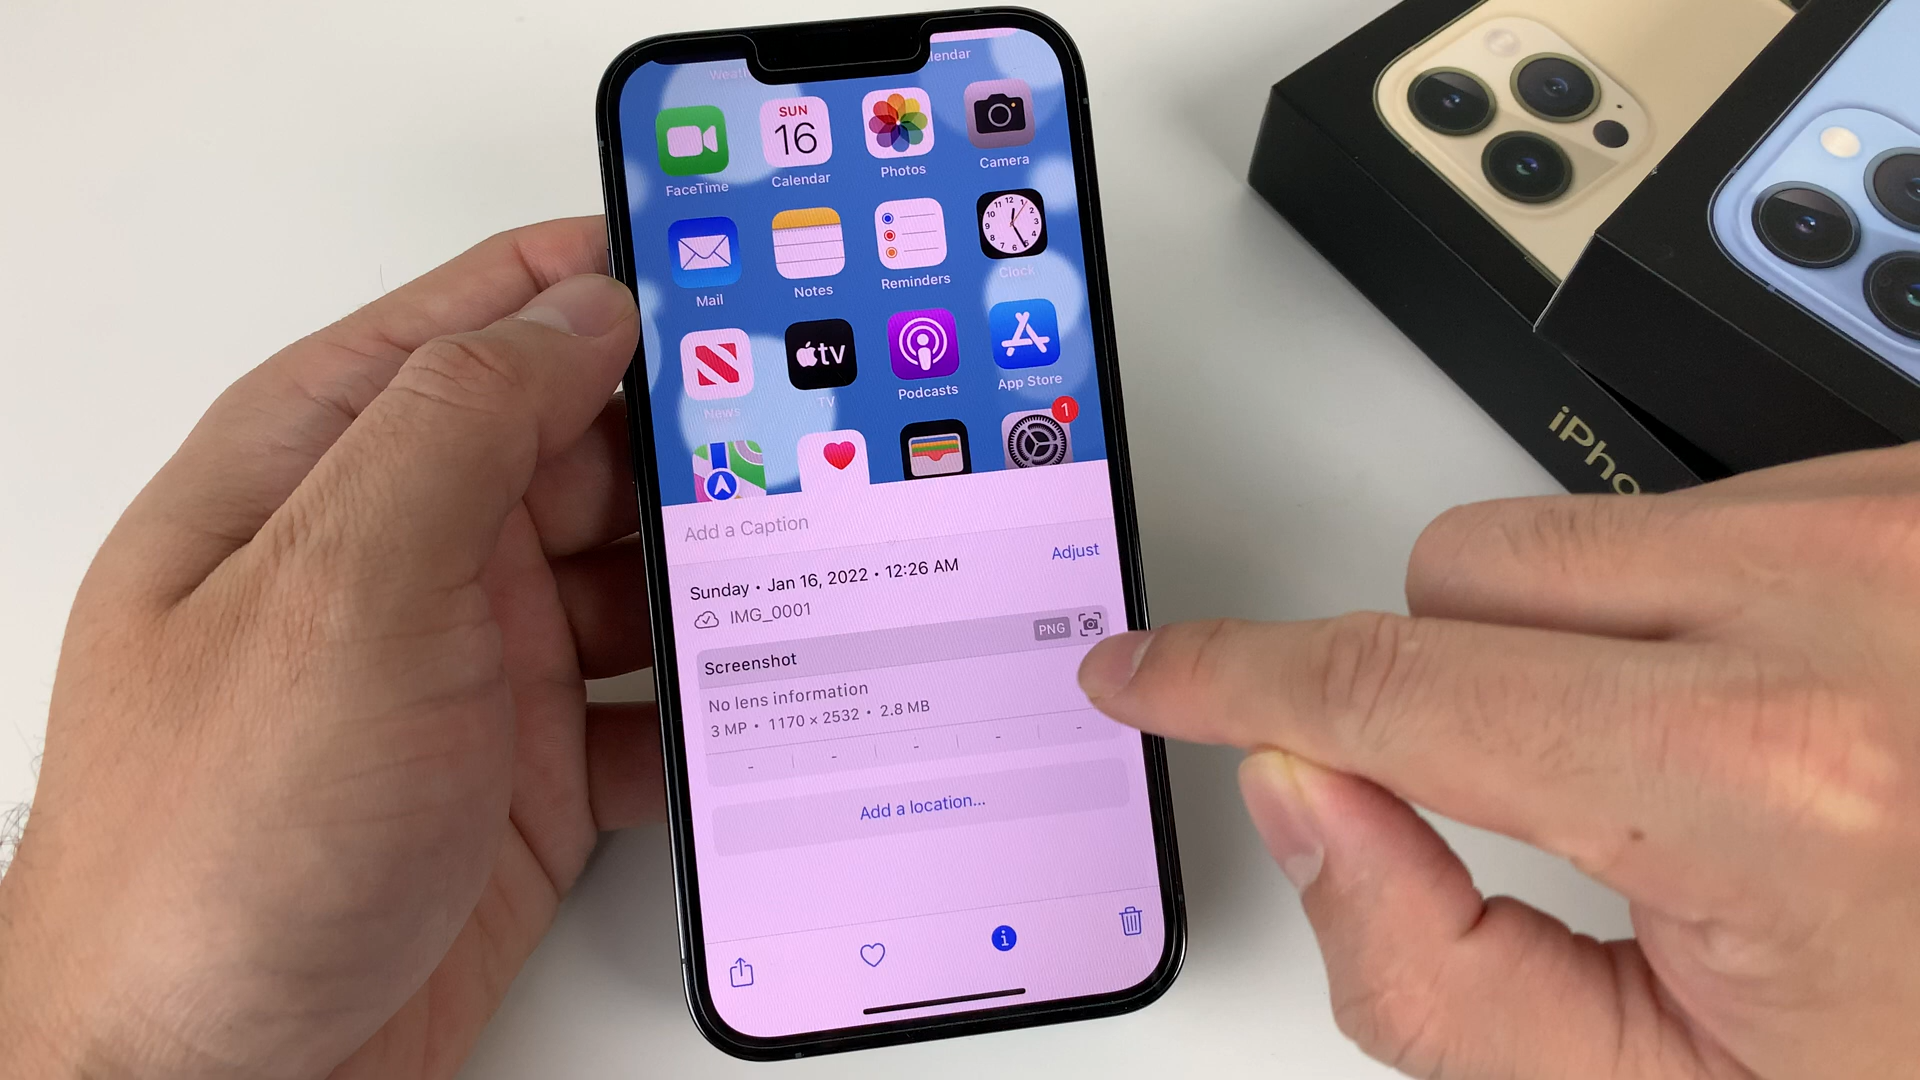 lendar
SUN
16
FaceTime
Calendar
Photos
Camera
Mail
Notes
Reminders
Clock
tv
News
TV
Podcasts
App Store
1
Add a Caption
Sunday • Jan 16, 2022 • 12:26 AM
Adjust
IMG_0001
Screenshot
PNG
No lens information
3 MP • 1170 × 2532 • 2.8 MB
- - - - -
Add a location...
iPho